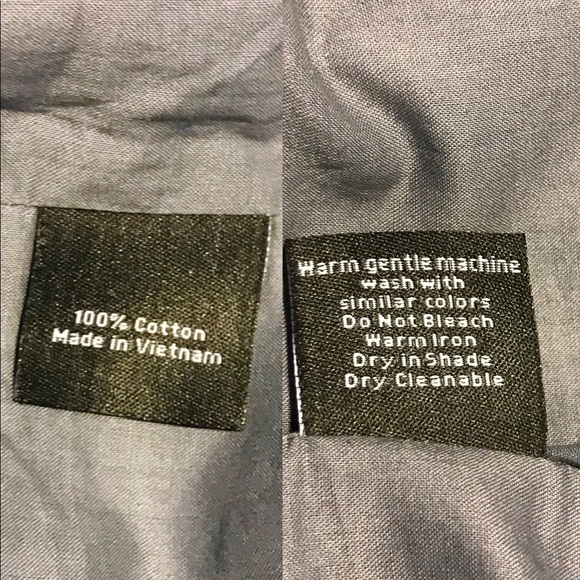 100% Cotton
Made in Vietnam
Warm gentle machine
wash with
similar colors
Do Not Bleach
Warm Iron
Dry in Shade
Dry Cleanable